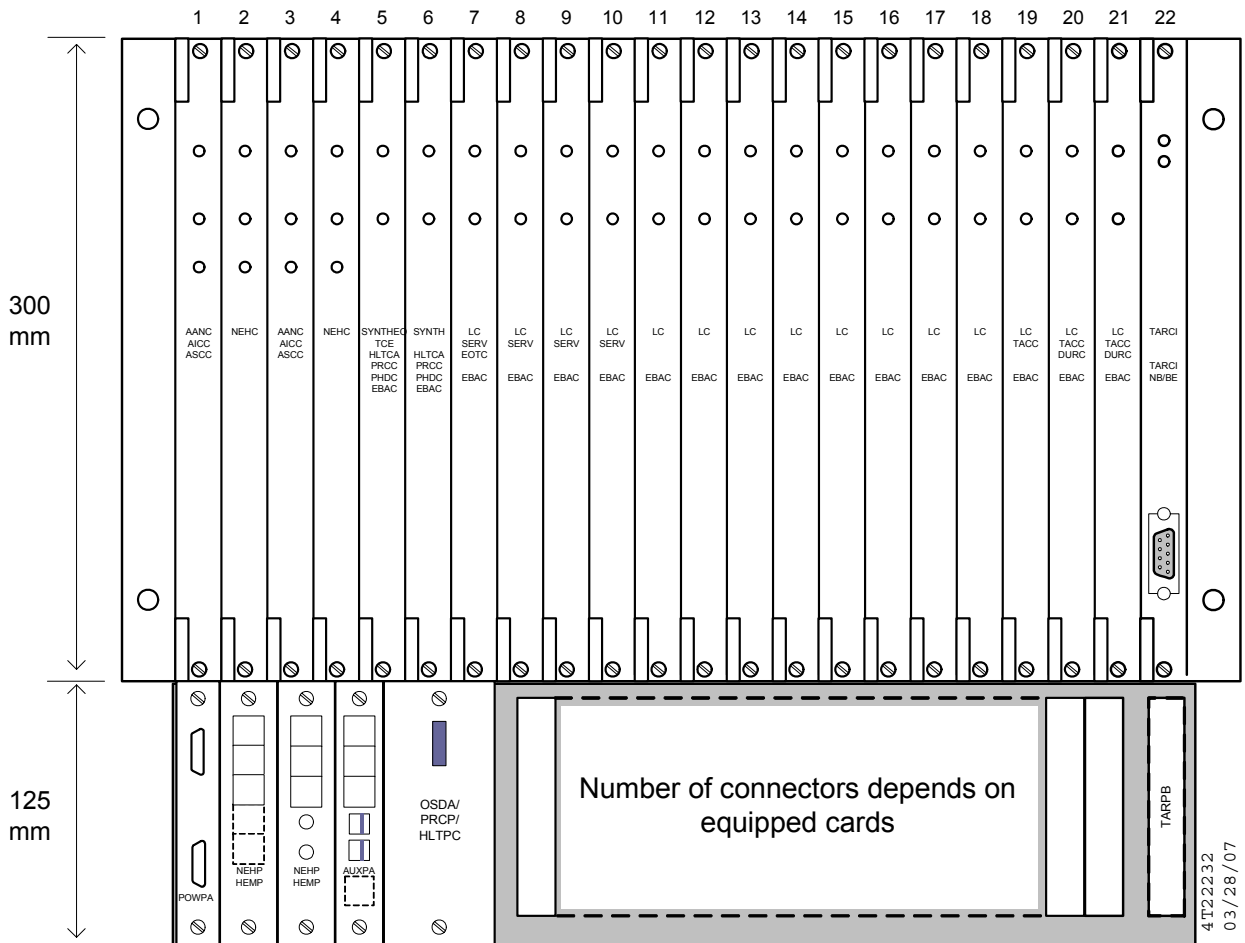 1 2 3 4 5 6 7 8 9 10 11 12 13 14 15 16 17 18 19 20 21 22
300
mm
AANC NEHC AANC NEHC SYNTHEQ SYNTH LC LC LC LC LC LC LC LC LC LC LC LC LC LC LC TARCI
AICC AICC TCE SERV SERV SERV SERV TACC TACC TACC
ASCC ASCC HLTCA HLTCA EOTC DURC DURC
PRCC PRCC TARCI
PHDC PHDC EBAC EBAC EBAC EBAC EBAC EBAC EBAC EBAC EBAC EBAC EBAC EBAC EBAC EBAC EBAC NB/BE
EBAC EBAC
125
mm
POWPA
NEHP
HEMP
NEHP
HEMP
AUXPA
OSDA/
PRCP/
HLTPC
Number of connectors depends on
equipped cards
TARPB
4T22232
03/28/07